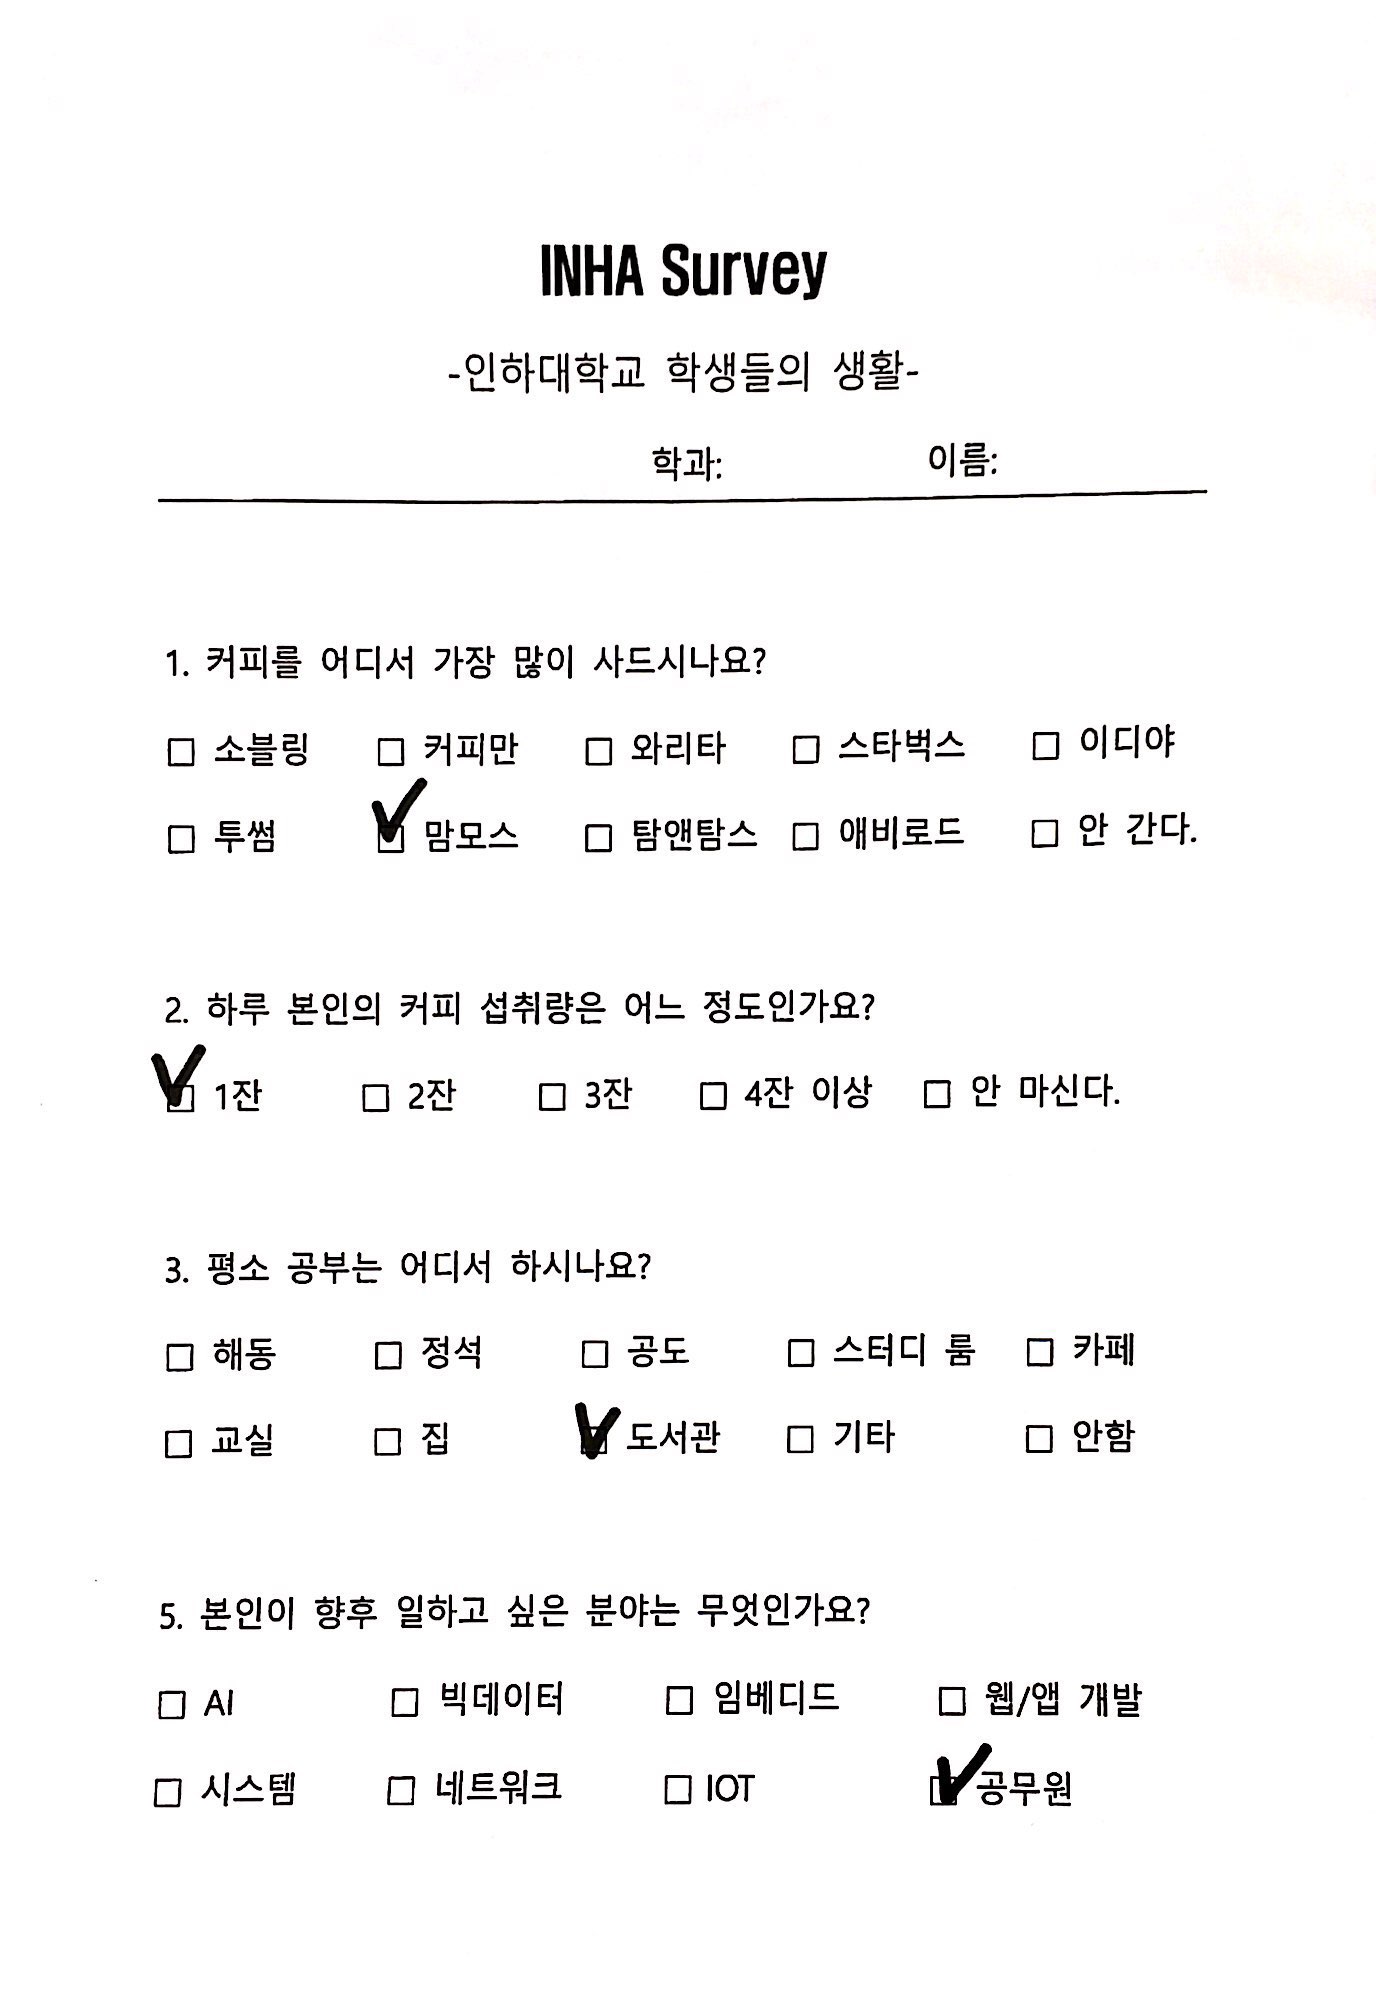 INHA Survey
-인하대학교 학생들의 생활-
학과: 이름:
1. 커피를 어디서 가장 많이 사드시나요?
□ 소블링 □ 커피만 □ 와리타 □ 스타벅스 □ 이디야
□ 투썸 ☑ 맘모스 □ 탐앤탐스 □ 애비로드 □ 안 간다.
2. 하루 본인의 커피 섭취량은 어느 정도인가요?
☑ 1잔 □ 2잔 □ 3잔 □ 4잔 이상 □ 안 마신다.
3. 평소 공부는 어디서 하시나요?
□ 해동 □ 정석 □ 공도 □ 스터디 룸 □ 카페
□ 교실 □ 집 ☑ 도서관 □ 기타 □ 안함
5. 본인이 향후 일하고 싶은 분야는 무엇인가요?
□ AI □ 빅데이터 □ 임베디드 □ 웹/앱 개발
□ 시스템 □ 네트워크 □ IOT ☑ 공무원